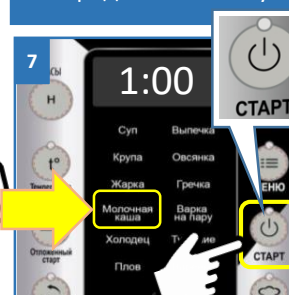 7
1:00
Н
t°
СТАРТ
Суп
Выпечка
Крупа
Овсянка
Жарка
Гречка
Молочная
каша
Варка
на пару
Холодец
Плов
Отложенный
старт
СТАРТ